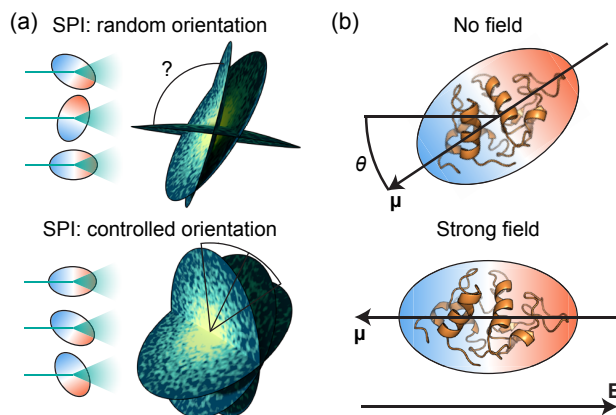 (a)
SPI: random orientation
?
SPI: controlled orientation
(b)
No field
θ
μ
Strong field
μ
E